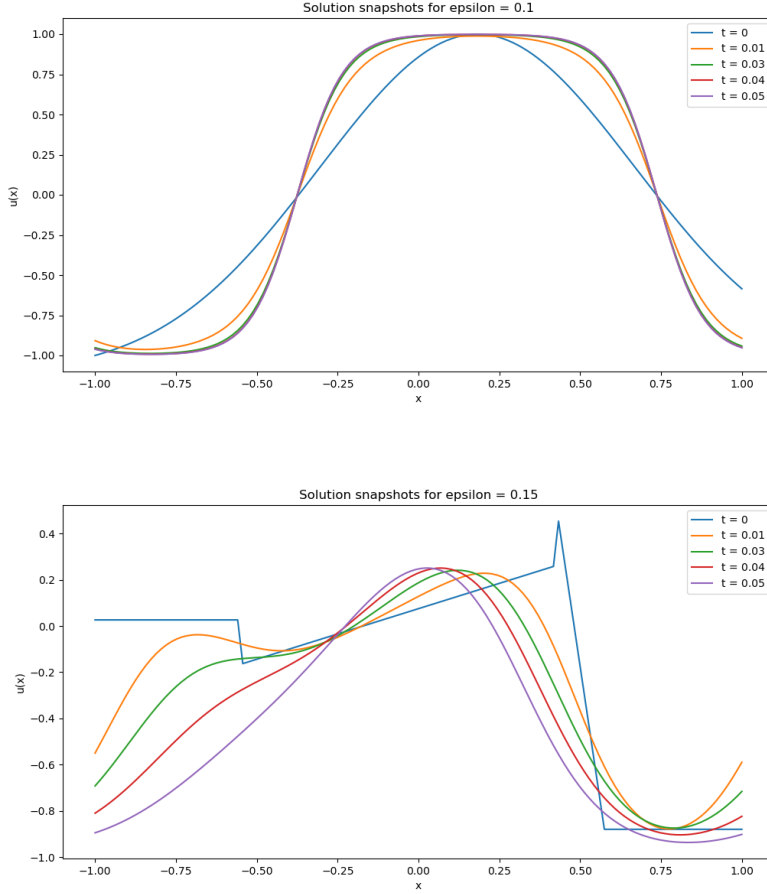 Solution snapshots for epsilon = 0.1
1.00
0.75
0.50
0.25
0.00
−0.25
−0.50
−0.75
−1.00
u(x)
t = 0
t = 0.01
t = 0.03
t = 0.04
t = 0.05
−1.00 −0.75 −0.50 −0.25 0.00 0.25 0.50 0.75 1.00
x
Solution snapshots for epsilon = 0.15
0.4
0.2
0.0
−0.2
−0.4
−0.6
−0.8
−1.0
u(x)
t = 0
t = 0.01
t = 0.03
t = 0.04
t = 0.05
−1.00 −0.75 −0.50 −0.25 0.00 0.25 0.50 0.75 1.00
x